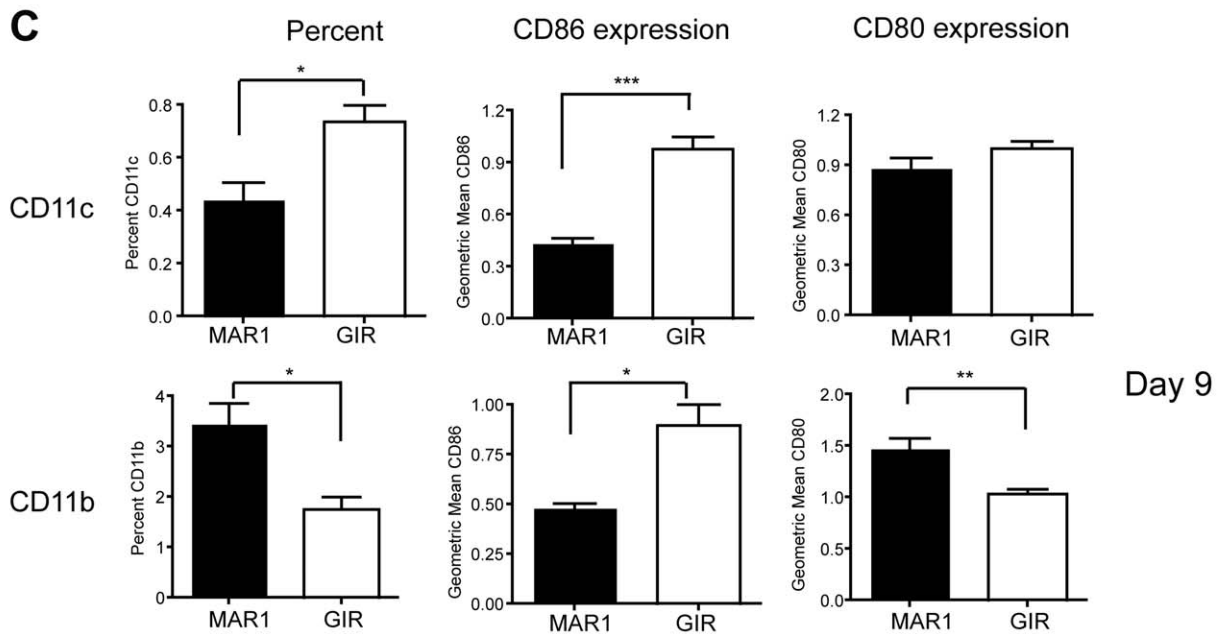 C
Percent
CD86 expression
CD80 expression
CD11c
Percent CD11c
0.8
0.6
0.4
0.2
0.0
*
MAR1
GIR
Geometric Mean CD86
1.2
0.9
0.6
0.3
0.0
***
MAR1
GIR
Geometric Mean CD80
1.2
0.9
0.6
0.3
0.0
MAR1
GIR
Day 9
CD11b
Percent CD11b
4
3
2
1
0
*
MAR1
GIR
Geometric Mean CD86
1.00
0.75
0.50
0.25
0.00
*
MAR1
GIR
Geometric Mean CD80
2.0
1.5
1.0
0.5
0.0
**
MAR1
GIR